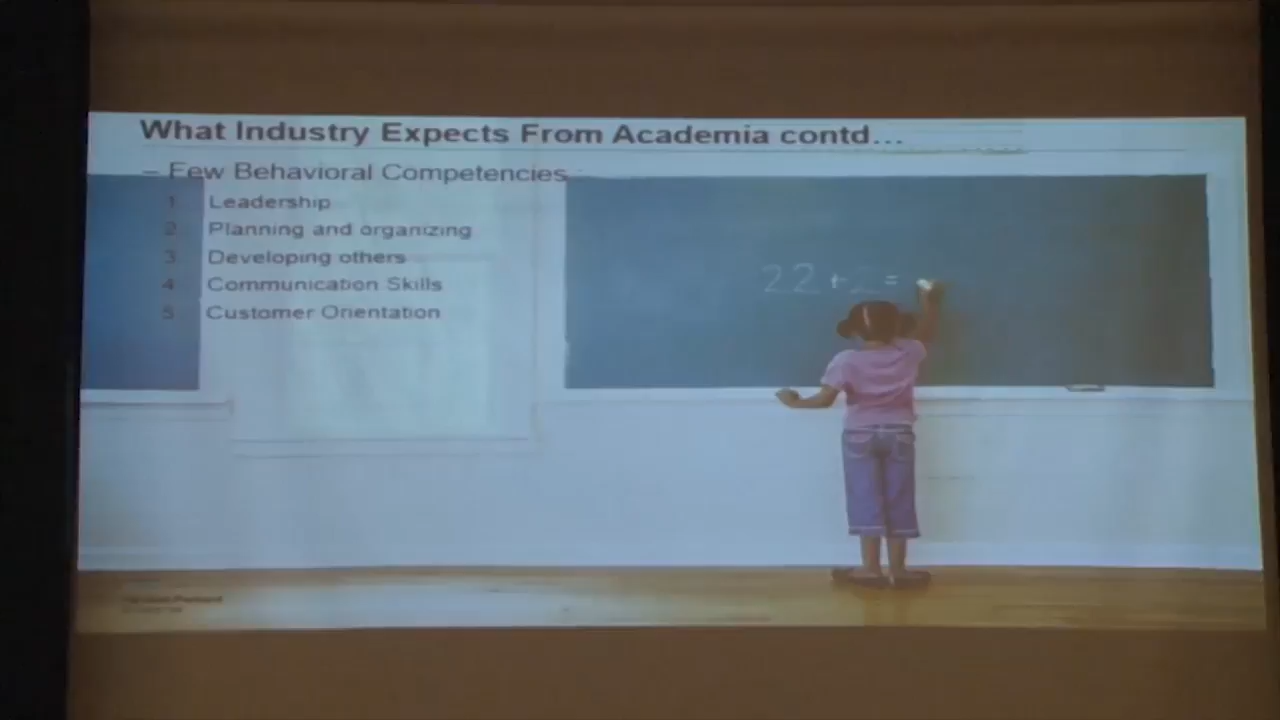 What Industry Expects From Academia contd...
– Few Behavioral Competencies
1 Leadership
2 Planning and organizing
3 Developing others
4 Communication Skills
5 Customer Orientation
22 + =